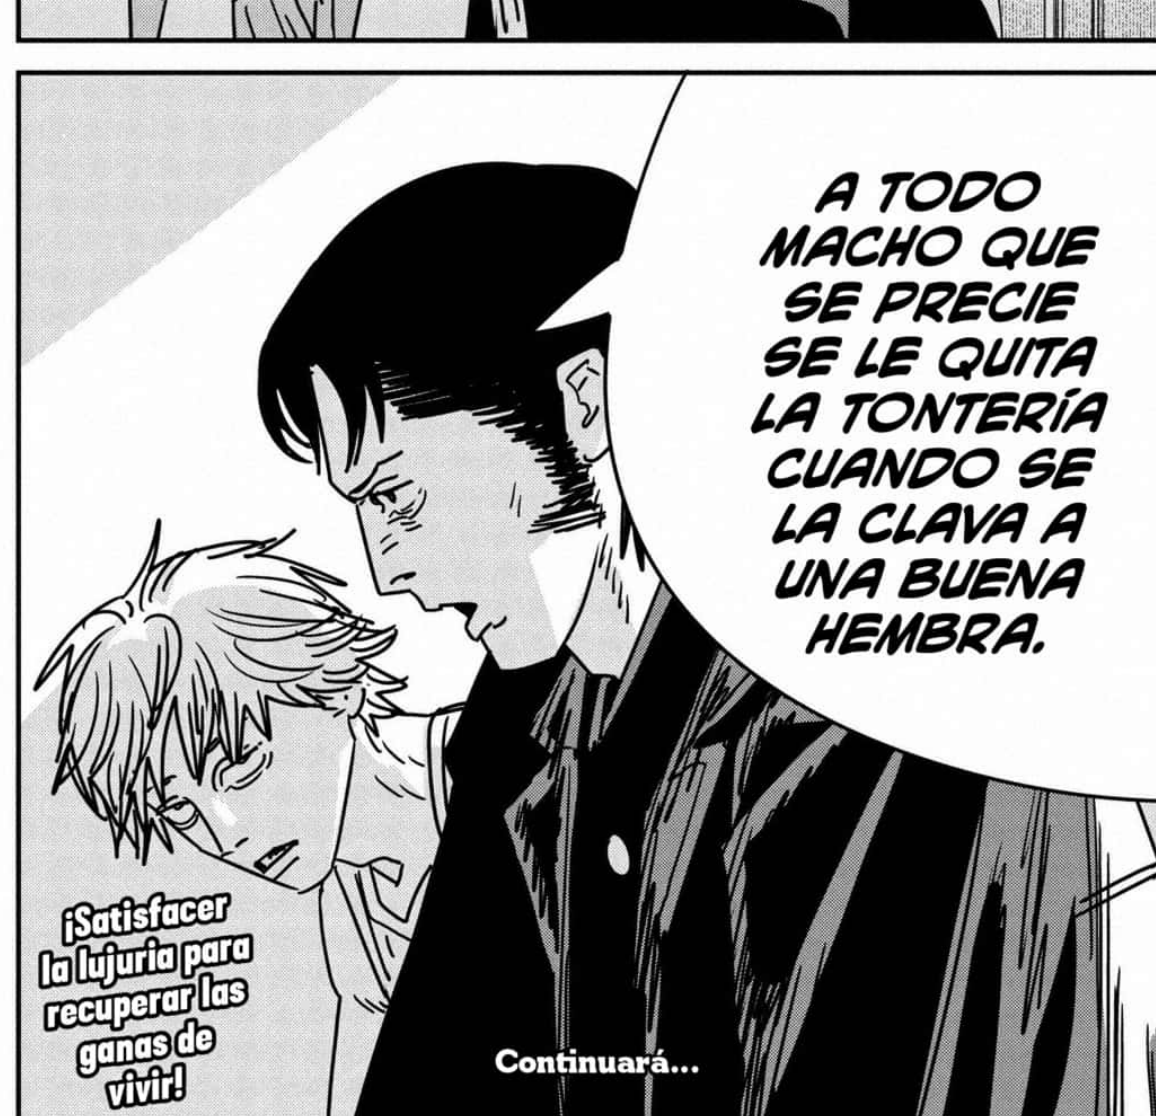 A TODO
MACHO QUE
SE PRECIE
SE LE QUITA
LA TONTERÍA
CUANDO SE
LA CLAVA A
UNA BUENA
HEMBRA.
¡Satisfacer
la lujuria para
recuperar las
ganas de
vivir!
Continuará...